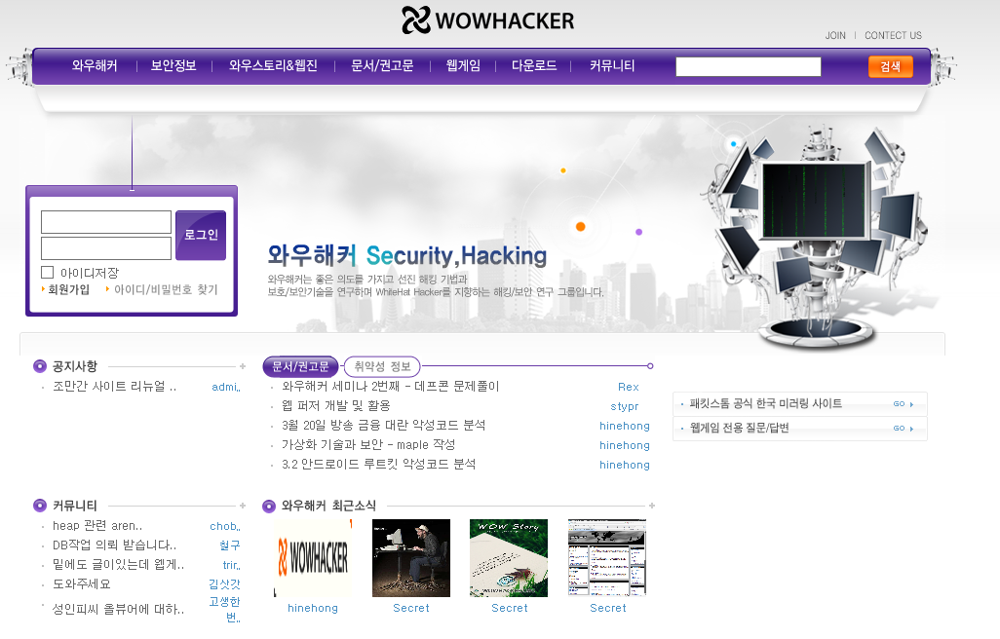 WOWHACKER
JOIN | CONTECT US
와우해커 | 보안정보 | 와우스토리&웹진 | 문서/권고문 | 웹게임 | 다운로드 | 커뮤니티 검색
로그인
아이디저장
회원가입 아이디/비밀번호 찾기
와우해커 Security,Hacking
와우해커는 좋은 의도를 가지고 선진 해킹 기법과
보호/보안기술을 연구하며 WhiteHat Hacker를 지향하는 해킹/보안 연구 그룹입니다.
공지사항
조만간 사이트 리뉴얼 .. admi..
문서/권고문 취약성 정보
와우해커 세미나 2번째 - 데프콘 문제풀이 Rex
웹 퍼저 개발 및 활용 stypr
3월 20일 방송 금융 대란 악성코드 분석 hinehong
가상화 기술과 보안 - maple 작성 hinehong
3.2 안드로이드 루트킷 악성코드 분석 hinehong
패킷스톰 공식 한국 미러링 사이트 GO
웹게임 전용 질문/답변 GO
커뮤니티
heap 관련 aren.. chob..
DB작업 의뢰 받습니다.. 철구
밑에도 글이있는데 웹게.. trir..
도와주세요 김삿갓
성인피씨 올뷰어에 대하.. 고생한
번..
와우해커 최근소식
WOWHACKER
WOW Story
WOWHACKER
hinehong Secret Secret Secret